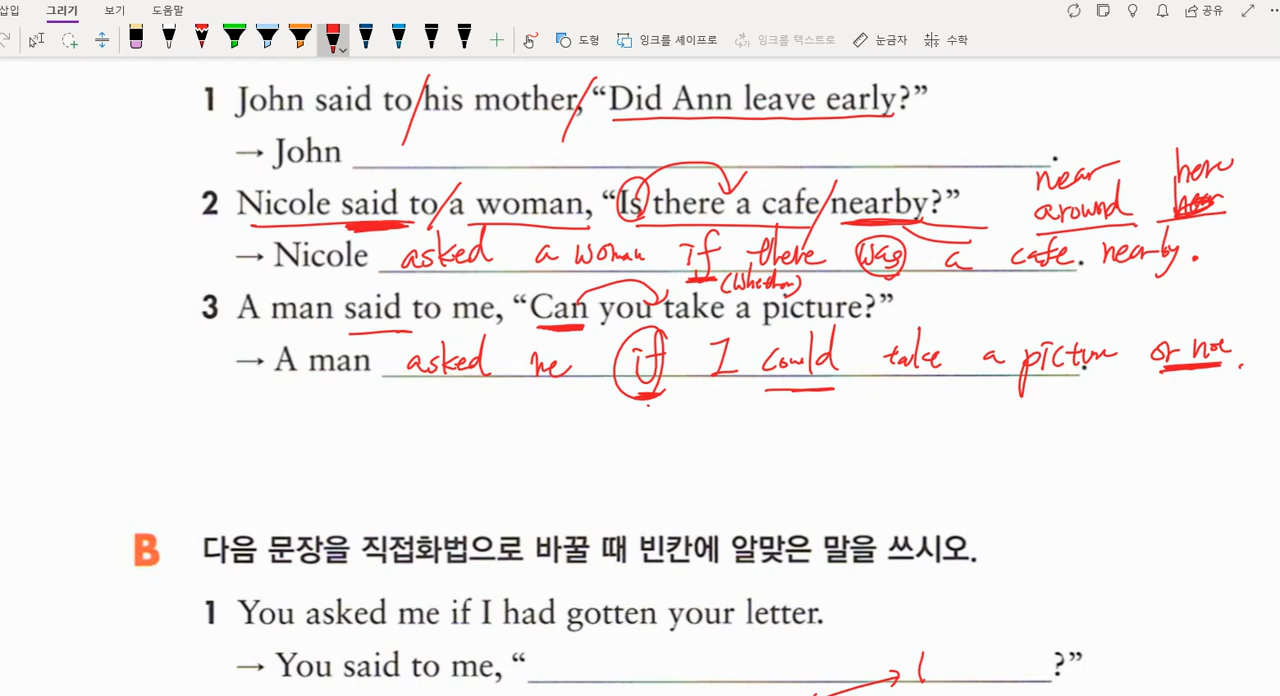 삽입 그리기 보기 도움말 공유
도형 잉크를 셰이프로 잉크를 텍스트로 눈금자 수학
1 John said to his mother, “Did Ann leave early?”
→ John .
near here
around
2 Nicole said to a woman, “Is there a cafe nearby?”
→ Nicole asked a woman if there was a cafe. nearby.
(whether)
3 A man said to me, “Can you take a picture?”
→ A man asked me if I could take a picture or not.
B 다음 문장을 직접화법으로 바꿀 때 빈칸에 알맞은 말을 쓰시오.
1 You asked me if I had gotten your letter.
→ You said to me, “ ?”